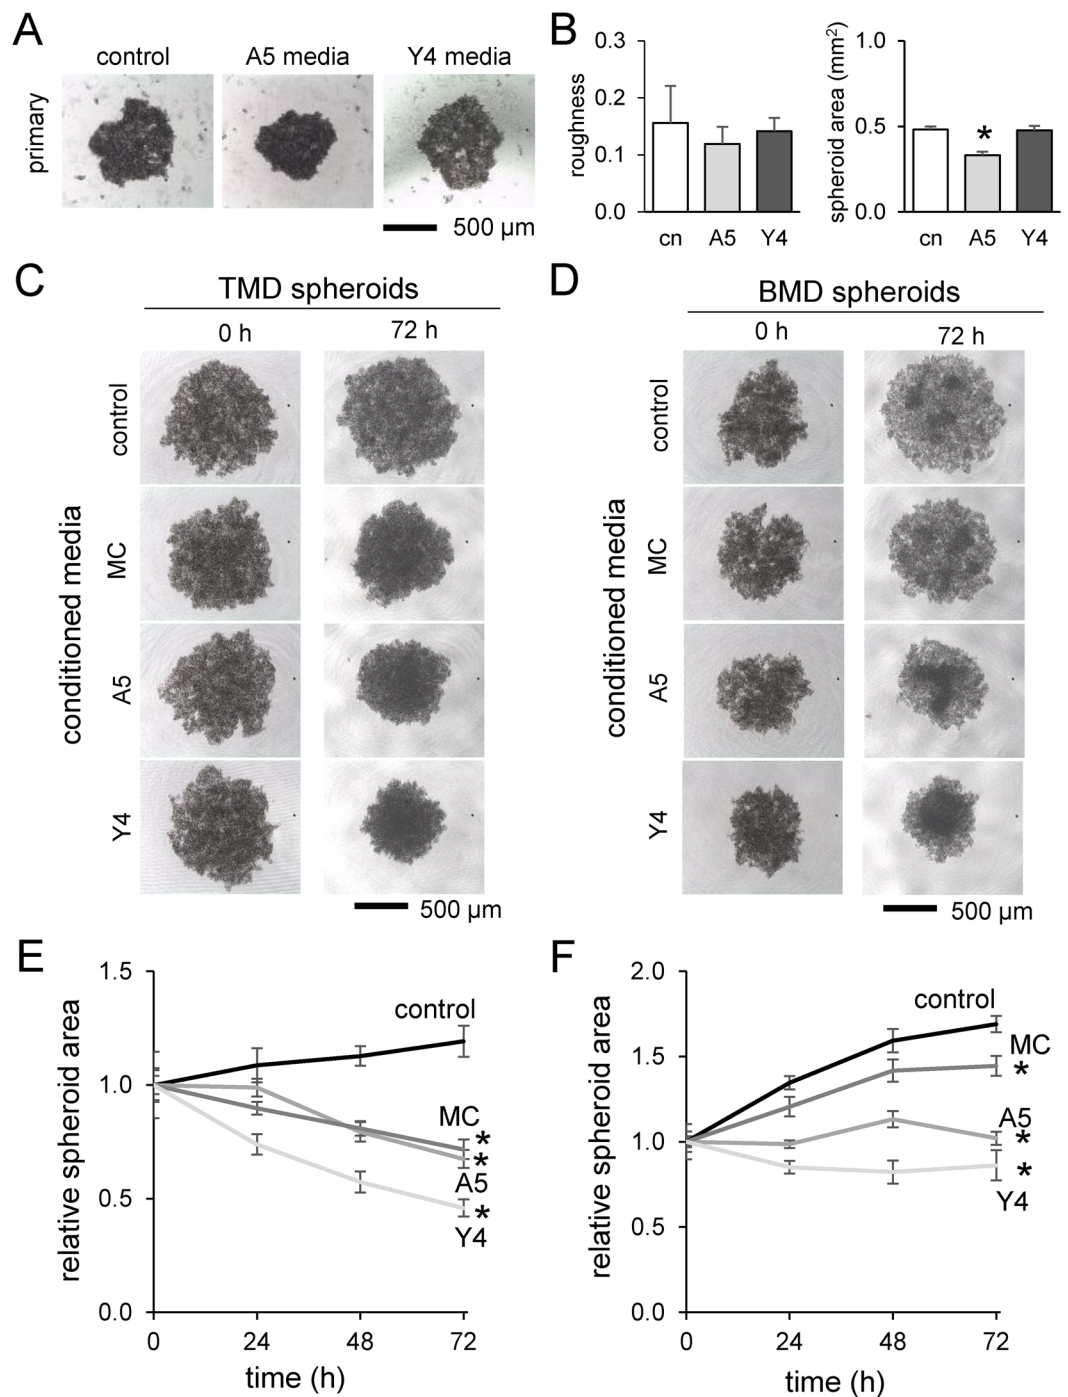 A
control
A5 media
Y4 media
primary
500 µm
B
roughness
0.3
0.2
0.1
0.0
cn
A5
Y4
spheroid area (mm²)
1.0
0.5
0.0
*
cn
A5
Y4
C
TMD spheroids
0 h
72 h
conditioned media
control
MC
A5
Y4
500 µm
D
BMD spheroids
0 h
72 h
conditioned media
control
MC
A5
Y4
500 µm
E
relative spheroid area
1.5
1.0
0.5
0.0
control
MC
*
*
A5
*
Y4
0
24
48
72
time (h)
F
relative spheroid area
2.0
1.5
1.0
0.5
0.0
control
MC
*
A5
*
*
Y4
0
24
48
72
time (h)